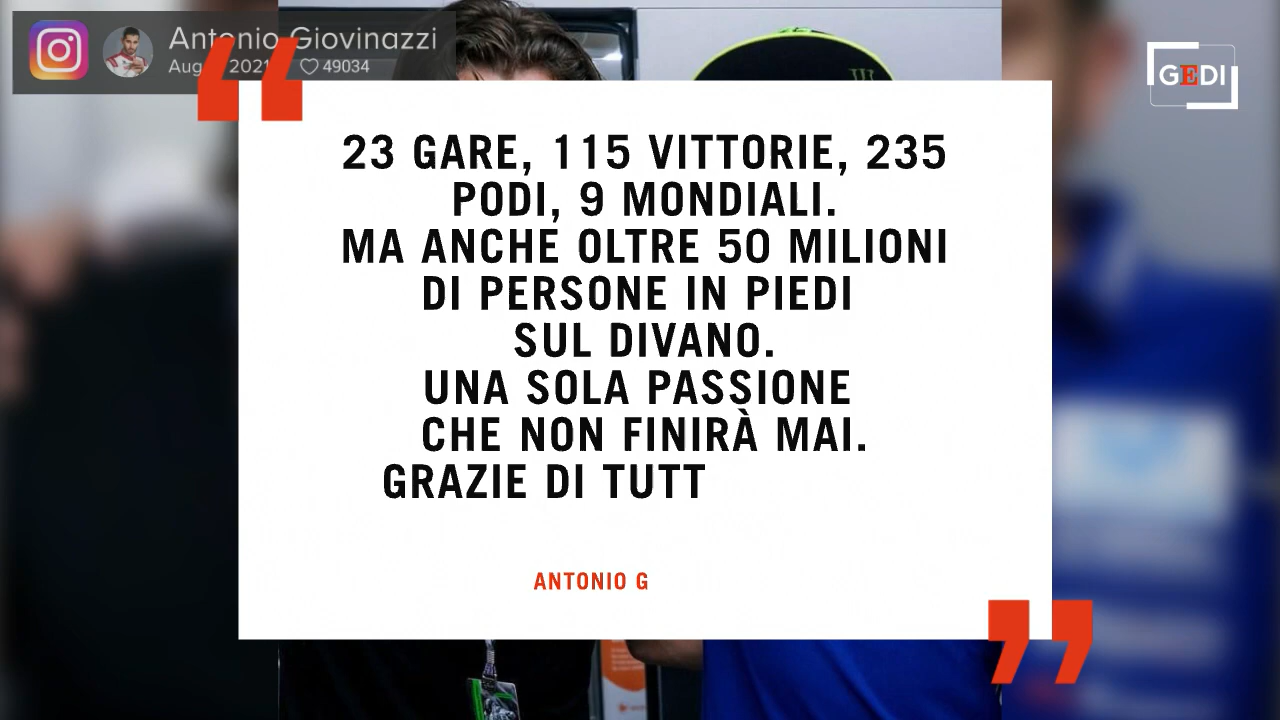 Antonio Giovinazzi
2021
49034
GEDI
23 GARE, 115 VITTORIE, 235
PODI, 9 MONDIALI.
MA ANCHE OLTRE 50 MILIONI
DI PERSONE IN PIEDI
SUL DIVANO.
UNA SOLA PASSIONE
CHE NON FINIRÀ MAI.
GRAZIE DI TUTT
ANTONIO G